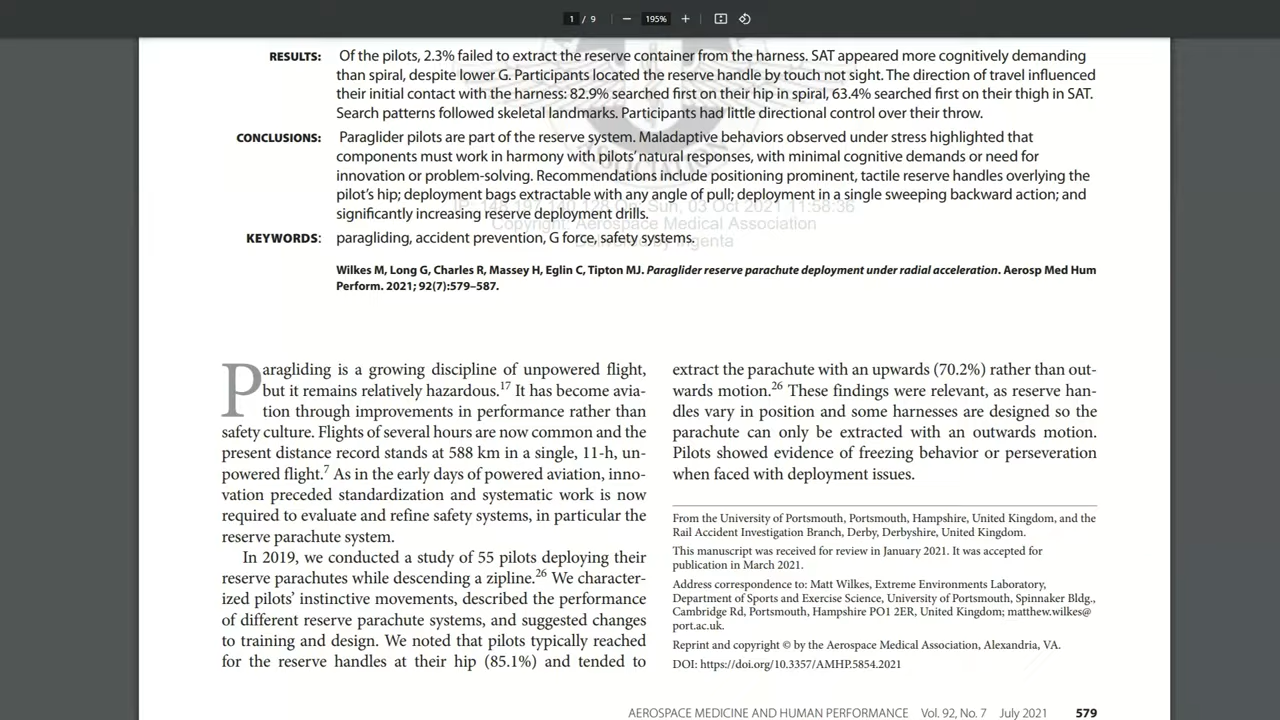 1 / 9
195%
RESULTS: Of the pilots, 2.3% failed to extract the reserve container from the harness. SAT appeared more cognitively demanding
than spiral, despite lower G. Participants located the reserve handle by touch not sight. The direction of travel influenced
their initial contact with the harness: 82.9% searched first on their hip in spiral, 63.4% searched first on their thigh in SAT.
Search patterns followed skeletal landmarks. Participants had little directional control over their throw.
CONCLUSIONS: Paraglider pilots are part of the reserve system. Maladaptive behaviors observed under stress highlighted that
components must work in harmony with pilots' natural responses, with minimal cognitive demands or need for
innovation or problem-solving. Recommendations include positioning prominent, tactile reserve handles overlying the
pilot's hip; deployment bags extractable with any angle of pull; deployment in a single sweeping backward action; and
significantly increasing reserve deployment drills.
IP: 148.197.140.128 On: Sun, 03 Oct 2021 11:58:36
Copyright: Aerospace Medical Association
Delivered by Ingenta
KEYWORDS: paragliding, accident prevention, G force, safety systems.
Wilkes M, Long G, Charles R, Massey H, Eglin C, Tipton MJ. Paraglider reserve parachute deployment under radial acceleration. Aerosp Med Hum
Perform. 2021; 92(7):579–587.
Paragliding is a growing discipline of unpowered flight,
but it remains relatively hazardous.17 It has become avia-
tion through improvements in performance rather than
safety culture. Flights of several hours are now common and the
present distance record stands at 588 km in a single, 11-h, un-
powered flight.7 As in the early days of powered aviation, inno-
vation preceded standardization and systematic work is now
required to evaluate and refine safety systems, in particular the
reserve parachute system.
In 2019, we conducted a study of 55 pilots deploying their
reserve parachutes while descending a zipline.26 We character-
ized pilots' instinctive movements, described the performance
of different reserve parachute systems, and suggested changes
to training and design. We noted that pilots typically reached
for the reserve handles at their hip (85.1%) and tended to
extract the parachute with an upwards (70.2%) rather than out-
wards motion.26 These findings were relevant, as reserve han-
dles vary in position and some harnesses are designed so the
parachute can only be extracted with an outwards motion.
Pilots showed evidence of freezing behavior or perseveration
when faced with deployment issues.
From the University of Portsmouth, Portsmouth, Hampshire, United Kingdom, and the
Rail Accident Investigation Branch, Derby, Derbyshire, United Kingdom.
This manuscript was received for review in January 2021. It was accepted for
publication in March 2021.
Address correspondence to: Matt Wilkes, Extreme Environments Laboratory,
Department of Sports and Exercise Science, University of Portsmouth, Spinnaker Bldg.,
Cambridge Rd, Portsmouth, Hampshire PO1 2ER, United Kingdom; matthew.wilkes@
port.ac.uk.
Reprint and copyright © by the Aerospace Medical Association, Alexandria, VA.
DOI: https://doi.org/10.3357/AMHP.5854.2021
AEROSPACE MEDICINE AND HUMAN PERFORMANCE Vol. 92, No. 7 July 2021 579